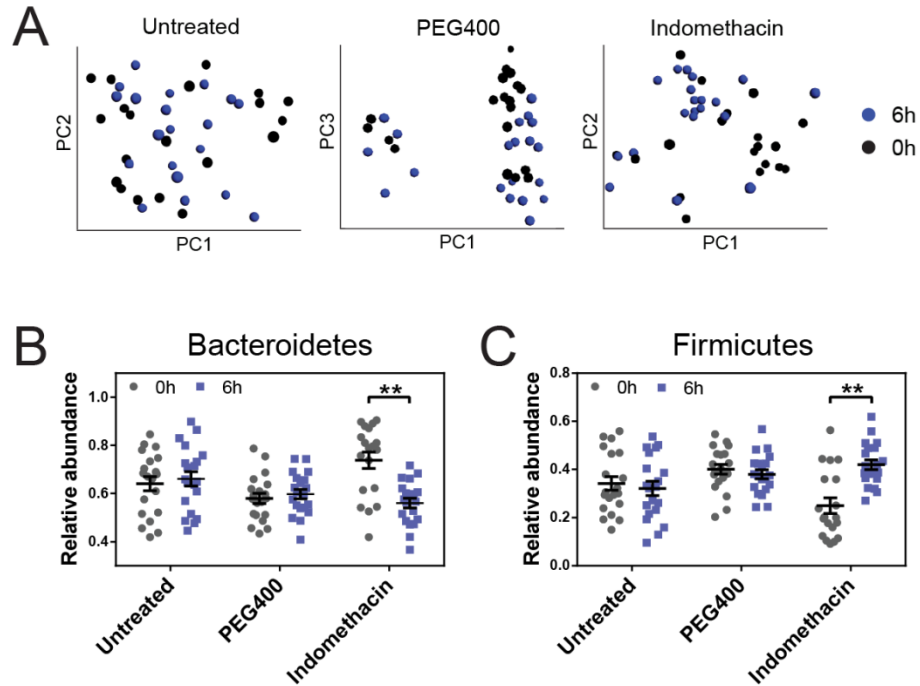 A
Untreated
PEG400
Indomethacin
PC2
PC1
PC3
PC1
PC2
PC1
6h
0h
B
Bacteroidetes
0h
6h
**
Relative abundance
1.0
0.8
0.6
0.4
Untreated
PEG400
Indomethacin
C
Firmicutes
0h
6h
**
Relative abundance
0.8
0.6
0.4
0.2
0.0
Untreated
PEG400
Indomethacin